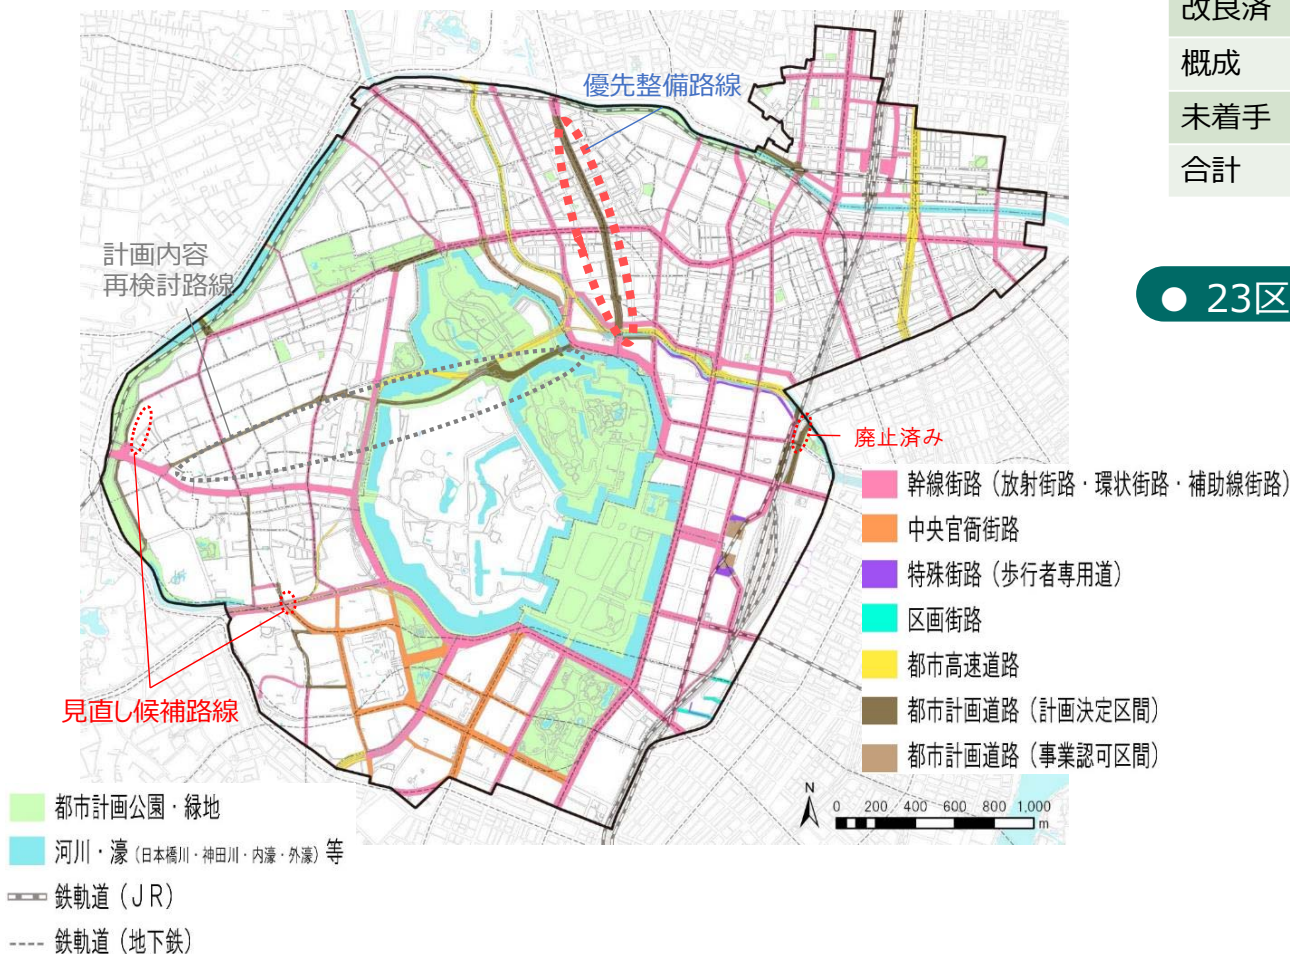 改良済
概成
未着手
合計
● 23区
優先整備路線
計画内容
再検討路線
廃止済み
見直し候補路線
幹線街路（放射街路・環状街路・補助線街路）
中央官衙街路
特殊街路（歩行者専用道）
区画街路
都市高速道路
都市計画道路（計画決定区間）
都市計画道路（事業認可区間）
N
0 200 400 600 800 1,000
m
都市計画公園・緑地
河川・濠（日本橋川・神田川・内濠・外濠）等
鉄軌道（ＪＲ）
鉄軌道（地下鉄）